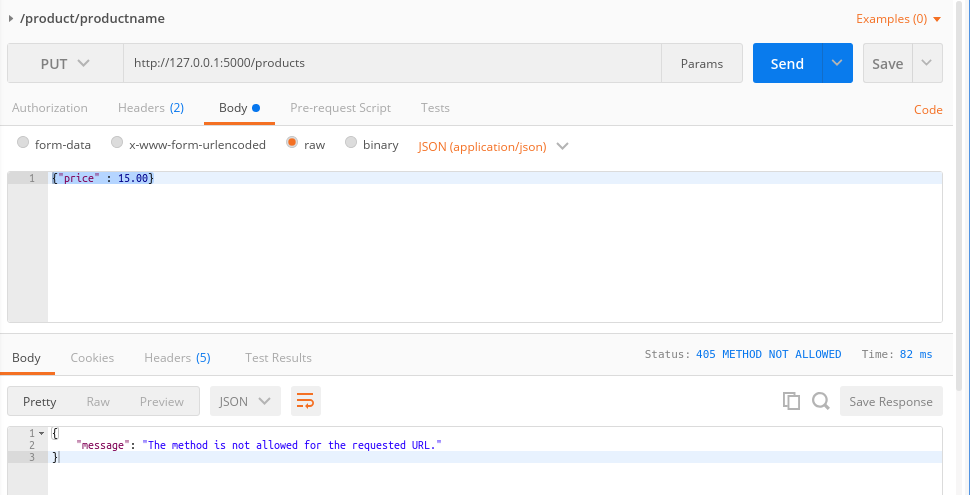 /product/productname
Examples (0)
PUT
http://127.0.0.1:5000/products
Params
Send
Save
Authorization
Headers (2)
Body
Pre-request Script
Tests
Code
form-data
x-www-form-urlencoded
raw
binary
JSON (application/json)
1 {"price" : 15.00}
Body
Cookies
Headers (5)
Test Results
Status: 405 METHOD NOT ALLOWED
Time: 82 ms
Pretty
Raw
Preview
JSON
Save Response
1 {
2 "message": "The method is not allowed for the requested URL."
3 }